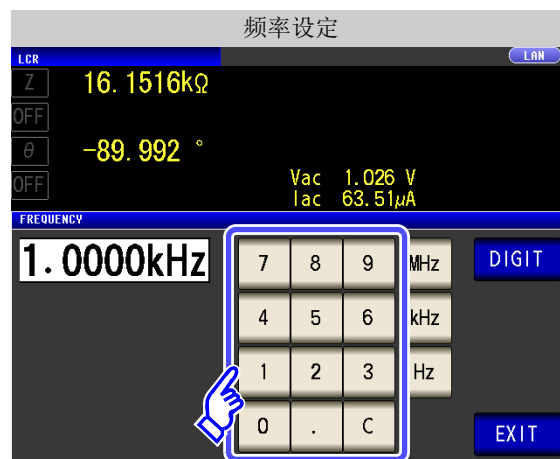 频率设定
LCR LAN
Z 16.1516kΩ
OFF
θ -89.992 °
OFF Vac 1.026 V
Iac 63.51μA
FREQUENCY
1.0000kHz 7 8 9 MHz DIGIT
4 5 6 kHz
1 2 3 Hz
0 . C EXIT